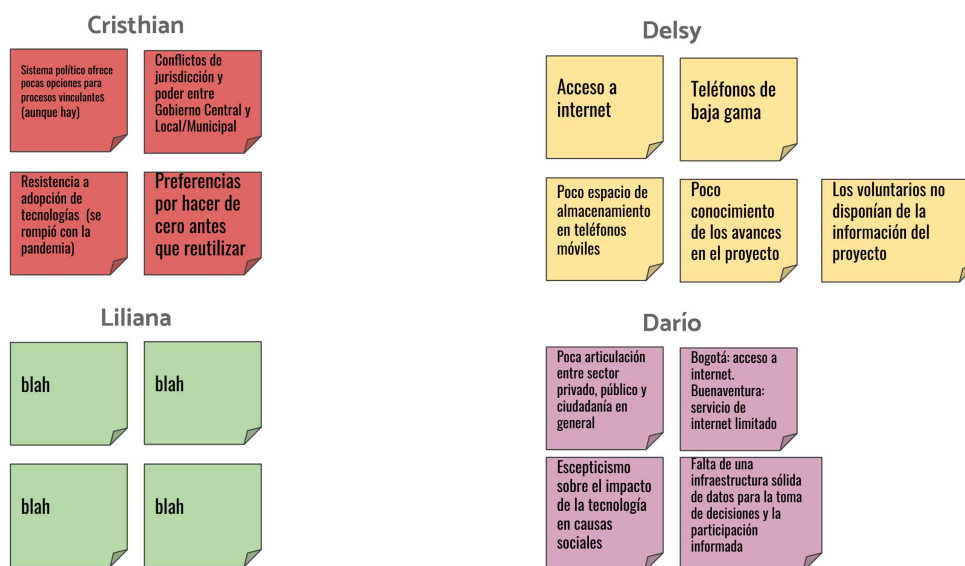 Cristhian
Sistema político ofrece
pocas opciones para
procesos vinculantes
(aunque hay)
Conflictos de
jurisdicción y
poder entre
Gobierno Central y
Local/Municipal
Resistencia a
adopción de
tecnologías (se
rompió con la
pandemia)
Preferencias
por hacer de
cero antes
que reutilizar
Delsy
Acceso a
internet
Teléfonos de
baja gama
Poco espacio de
almacenamiento
en teléfonos
móviles
Poco
conocimiento
de los avances
en el proyecto
Los voluntarios no
disponían de la
información del
proyecto
Liliana
blah
blah
blah
blah
Darío
Poca articulación
entre sector
privado, público y
ciudadanía en
general
Bogotá: acceso a
internet.
Buenaventura:
servicio de
internet limitado
Escepticismo
sobre el impacto
de la tecnología
en causas
sociales
Falta de una
infraestructura sólida
de datos para la toma
de decisiones y la
participación
informada